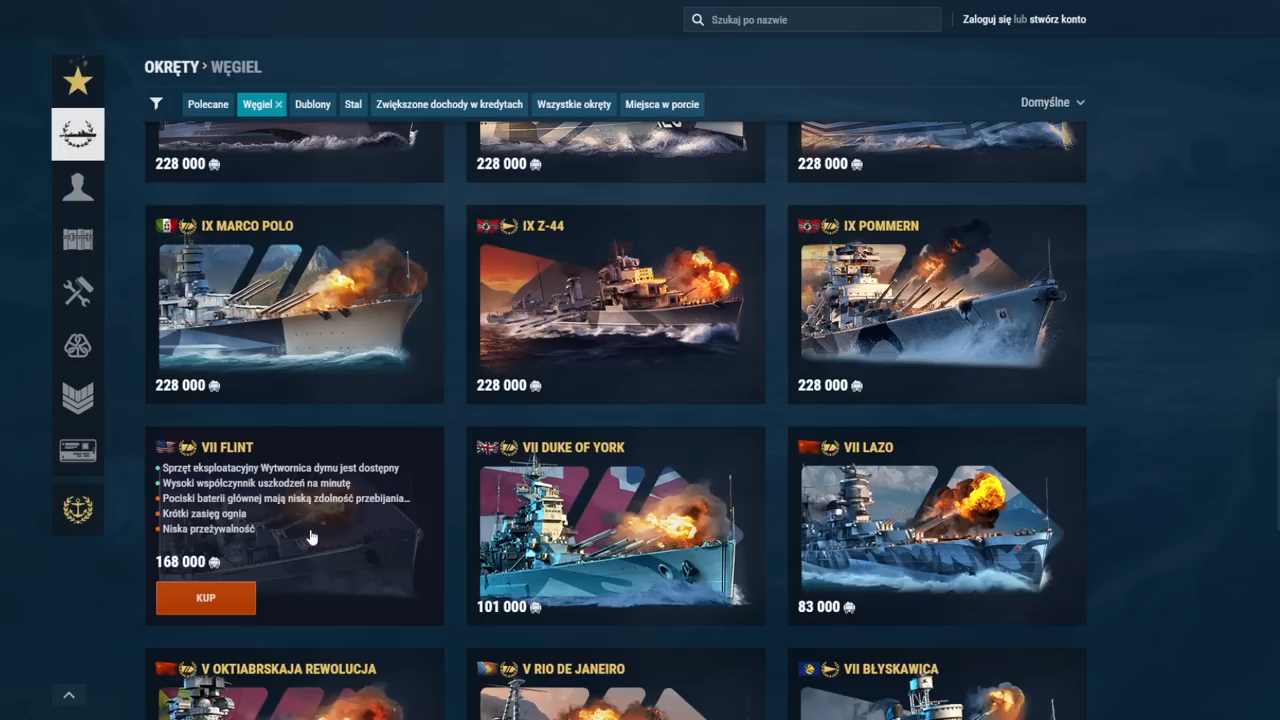 Szukaj po nazwie
Zaloguj się lub stwórz konto
OKRĘTY > WĘGIEL
Polecane
Węgiel ×
Dublony
Stal
Zwiększone dochody w kredytach
Wszystkie okręty
Miejsca w porcie
Domyślne
228 000
228 000
228 000
IX MARCO POLO
228 000
IX Z-44
228 000
IX POMMERN
228 000
VII FLINT
Sprzęt eksploatacyjny Wytwornica dymu jest dostępny
Wysoki współczynnik uszkodzeń na minutę
Pociski baterii głównej mają niską zdolność przebijania...
Krótki zasięg ognia
Niska przeżywalność
168 000
KUP
VII DUKE OF YORK
101 000
VII LAZO
83 000
V OKTIABRSKAJA REWOLUCJA
V RIO DE JANEIRO
VII BŁYSKAWICA